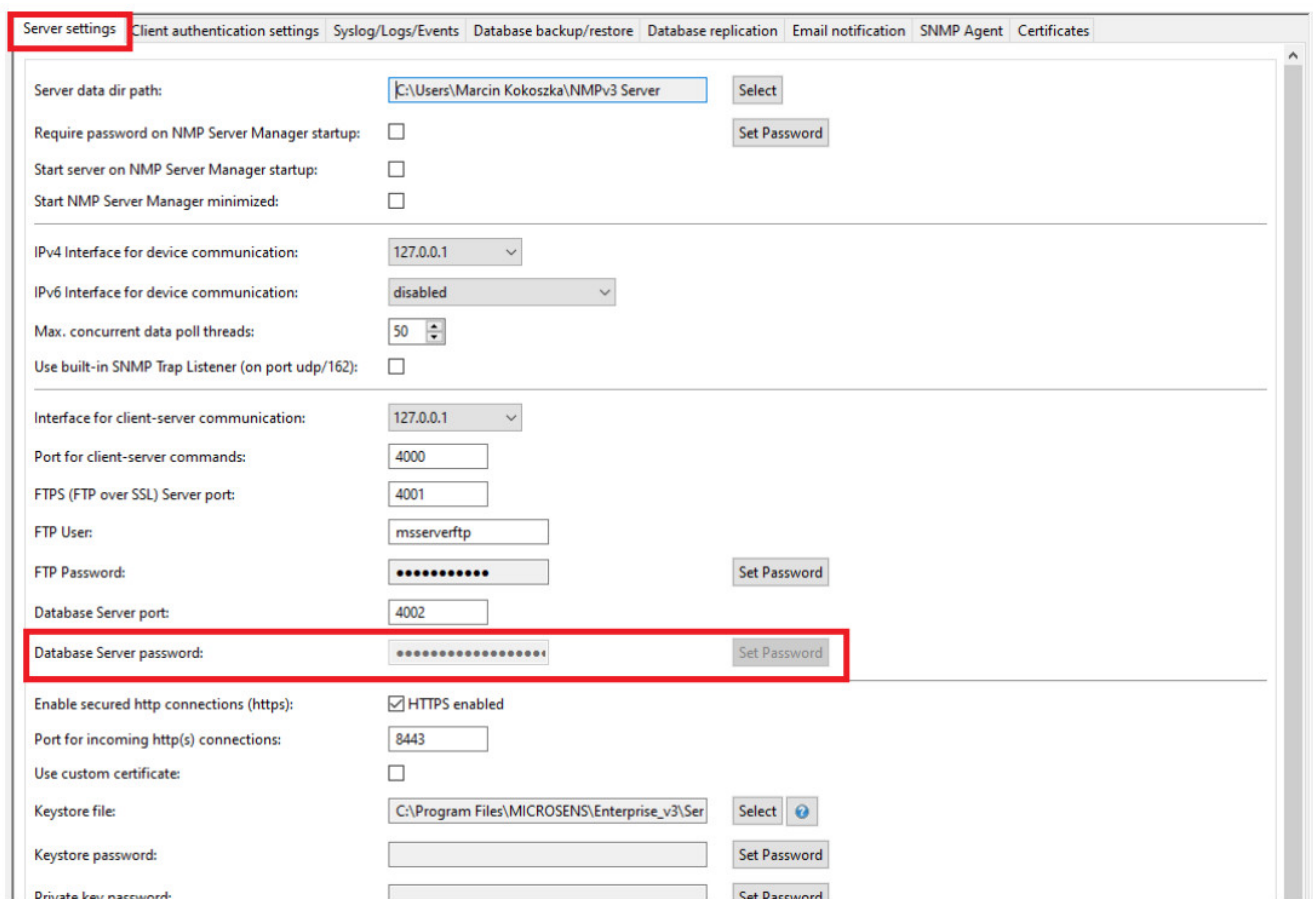 Server settings Client authentication settings Syslog/Logs/Events Database backup/restore Database replication Email notification SNMP Agent Certificates
Server data dir path: C:\Users\Marcin Kokoszka\NMPv3 Server Select
Require password on NMP Server Manager startup: Set Password
Start server on NMP Server Manager startup:
Start NMP Server Manager minimized:
IPv4 Interface for device communication: 127.0.0.1
IPv6 Interface for device communication: disabled
Max. concurrent data poll threads: 50
Use built-in SNMP Trap Listener (on port udp/162):
Interface for client-server communication: 127.0.0.1
Port for client-server commands: 4000
FTPS (FTP over SSL) Server port: 4001
FTP User: msserverftp
FTP Password: ●●●●●●●●●●● Set Password
Database Server port: 4002
Database Server password: ●●●●●●●●●●●●●●●●●● Set Password
Enable secured http connections (https): HTTPS enabled
Port for incoming http(s) connections: 8443
Use custom certificate:
Keystore file: C:\Program Files\MICROSENS\Enterprise_v3\Ser Select ?
Keystore password: Set Password
Private key password: Set Password